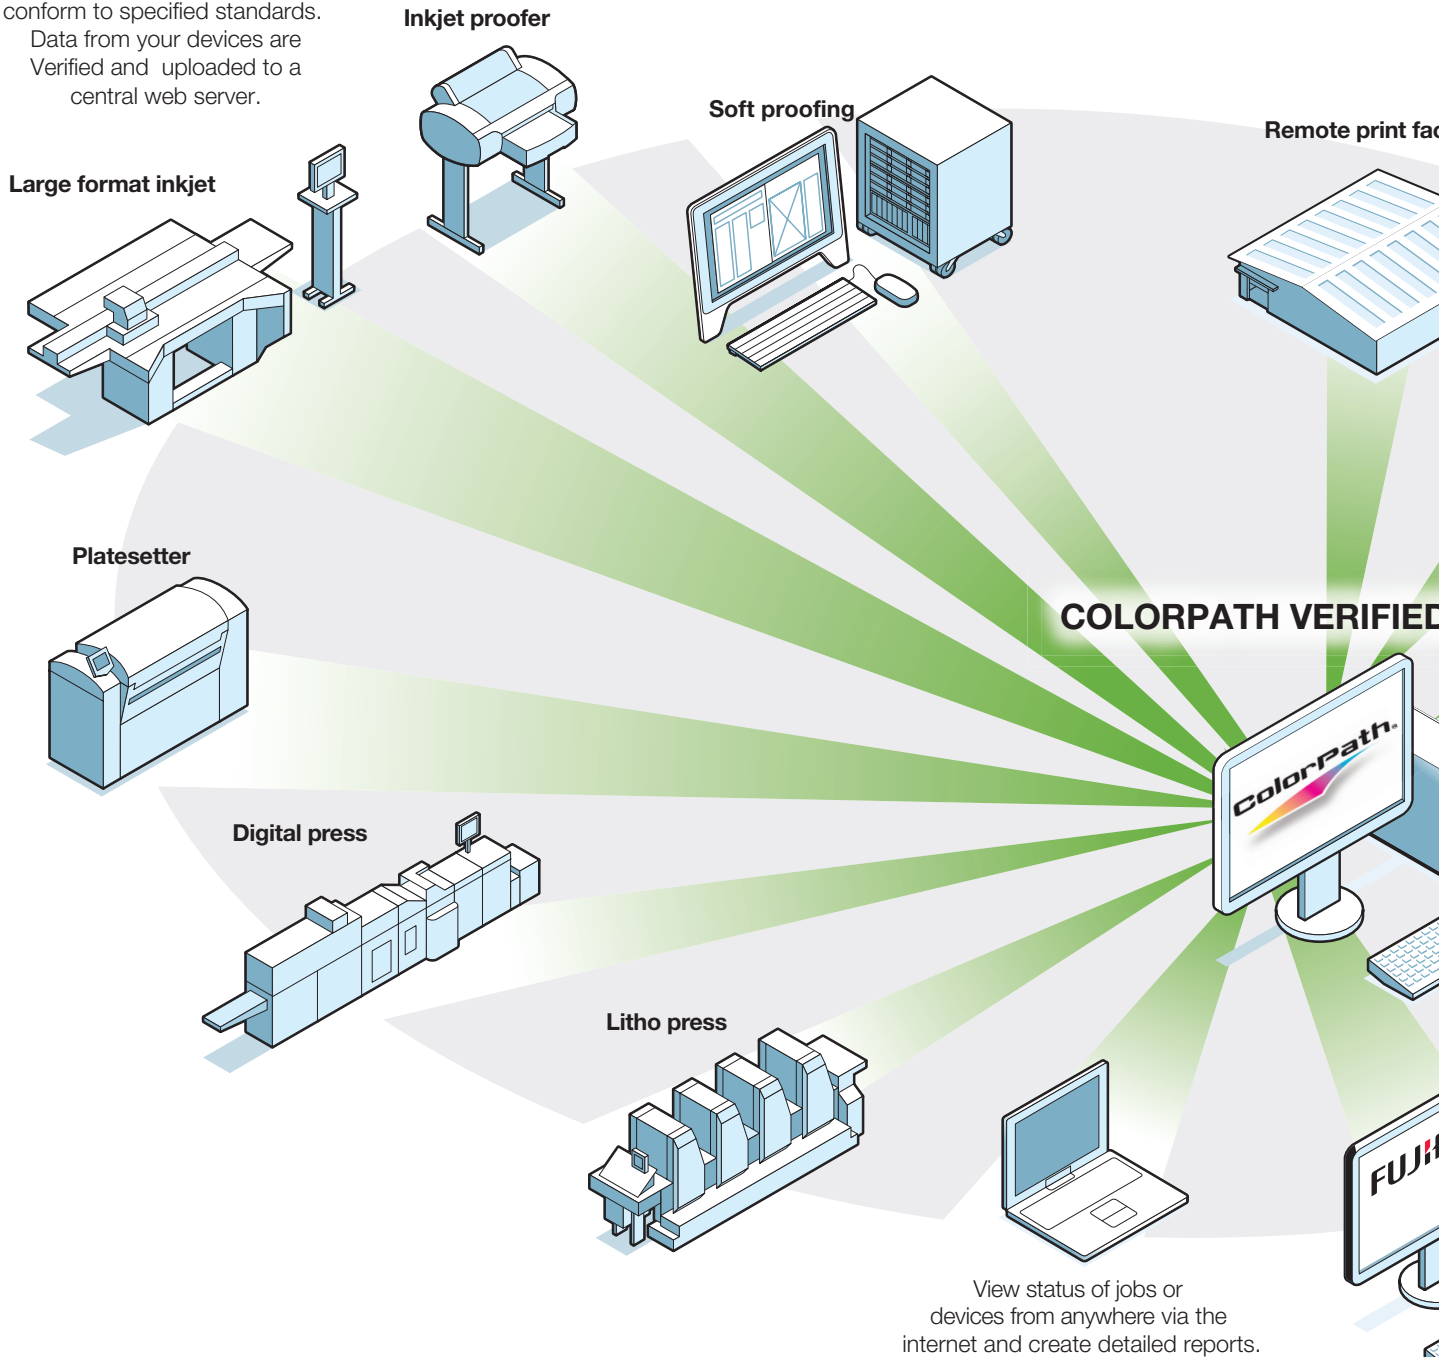 conform to specified standards.
Data from your devices are
Verified and uploaded to a
central web server.
Inkjet proofer
Soft proofing
Remote print
Large format inkjet
Platesetter
COLORPATH VERIFIED
ColorPath®
Digital press
Litho press
View status of jobs or
devices from anywhere via the
internet and create detailed reports.